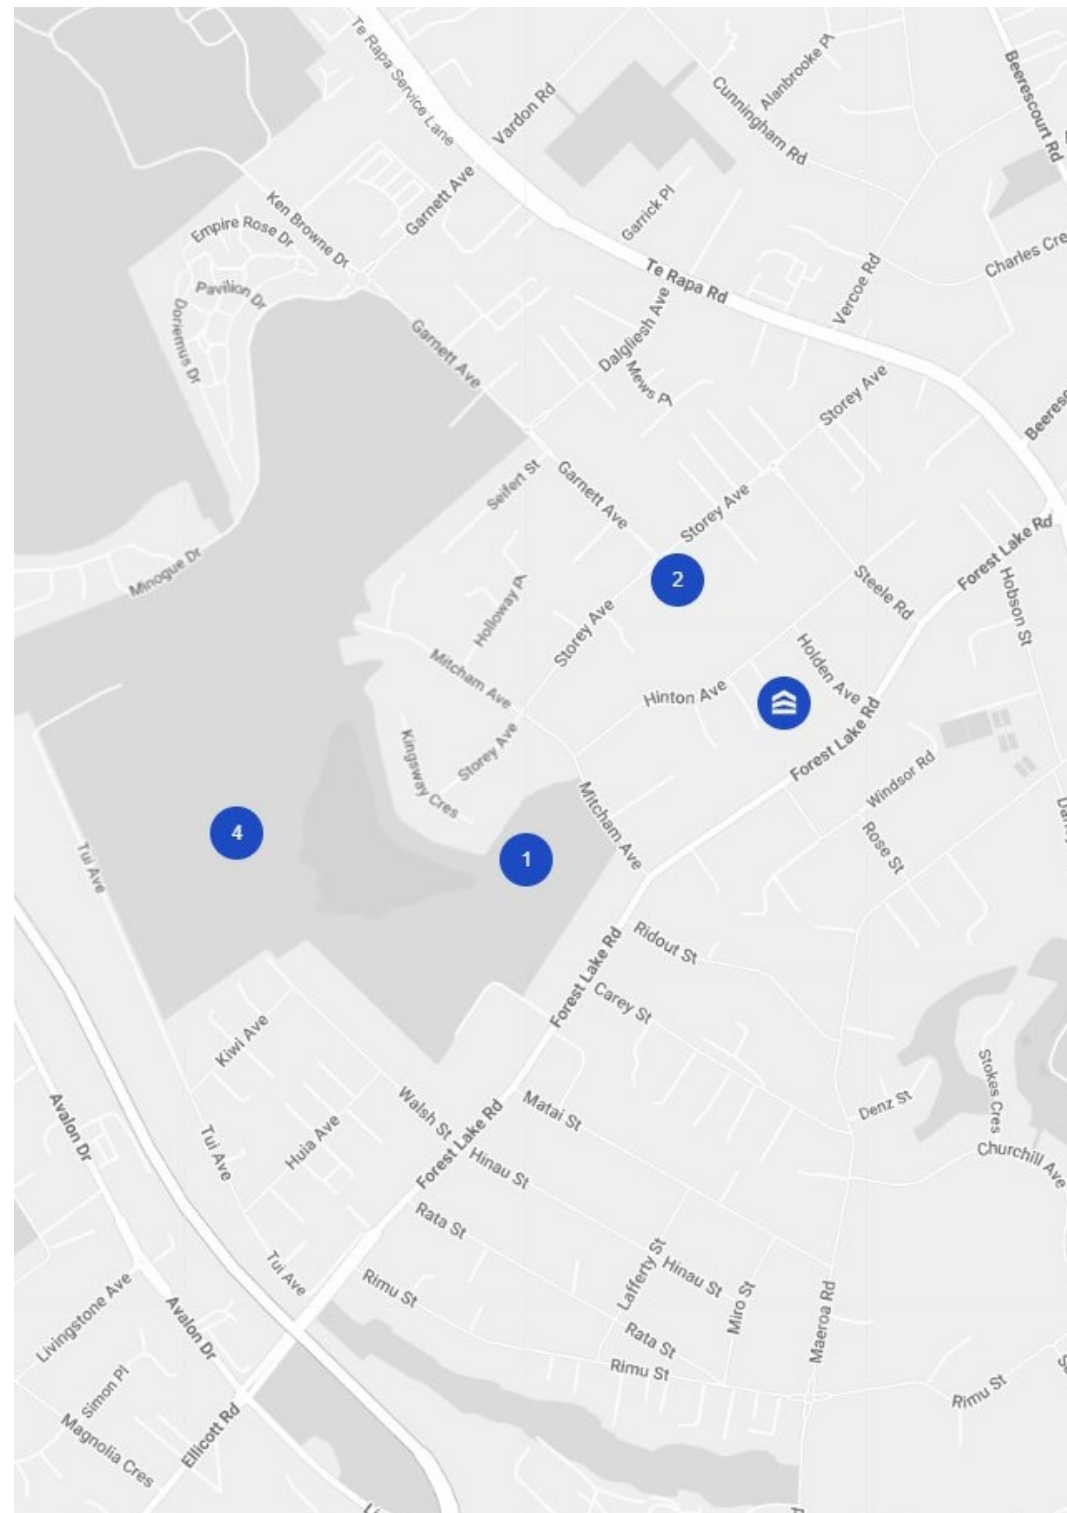 Te Rapa Service Lane
Vardon Rd
Alanbrooke Pl
Cunningham Rd
Beerescourt Rd
Garnett Ave
Ken Browne Dr
Empire Rose Dr
Garrick Pl
Pavilion Dr
Doriemus Dr
Te Rapa Rd
Charles Cre
Vercoe Rd
Garnett Ave
Dalgliesh Ave
Mews Pl
Storey Ave
Beeresc
Seifert St
Garnett Ave
Storey Ave
Forest Lake Rd
Minogue Dr
2
Steele Rd
Hobson St
Holloway Pl
Storey Ave
Mitcham Ave
Holden Ave
Hinton Ave
Forest Lake Rd
Kingsway Cres
Storey Ave
Windsor Rd
Mitcham Ave
4
1
Rose St
Tui Ave
Ridout St
Forest Lake Rd
Carey St
Kiwi Ave
Stokes Cres
Walsh St
Matai St
Denz St
Avalon Dr
Huia Ave
Tui Ave
Forest Lake Rd
Hinau St
Churchill Ave
Rata St
Tui Ave
Rimu St
Lafferty St
Hinau St
Miro St
Livingstone Ave
Avalon Dr
Maeroa Rd
Rata St
Rimu St
Simon Pl
Rimu St
Magnolia Cres
Ellicott Rd